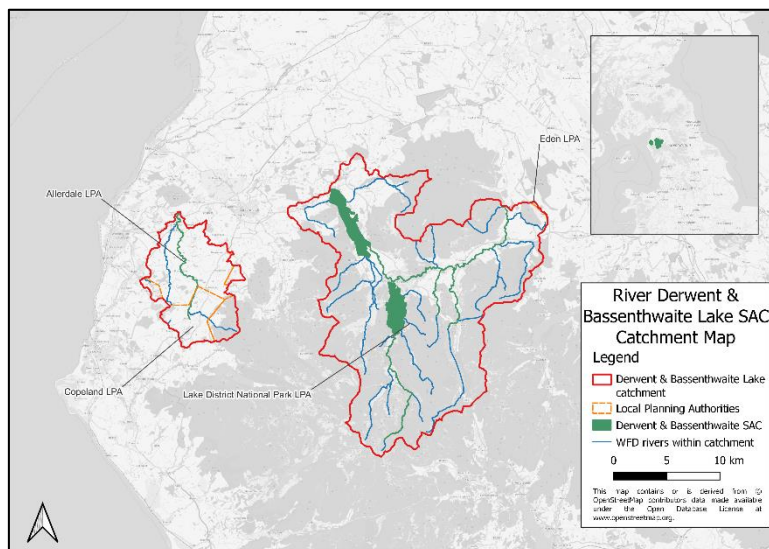 Eden LPA
Allerdale LPA
Copeland LPA
Lake District National Park LPA
River Derwent &
Bassenthwaite Lake SAC
Catchment Map
Legend
Derwent & Bassenthwaite Lake
catchment
Local Planning Authorities
Derwent & Bassenthwaite SAC
WFD rivers within catchment
0 5 10 km
This map contains or is derived from ©
OpenStreetMap contributors data made available
under the Open Database License at
www.openstreetmap.org.